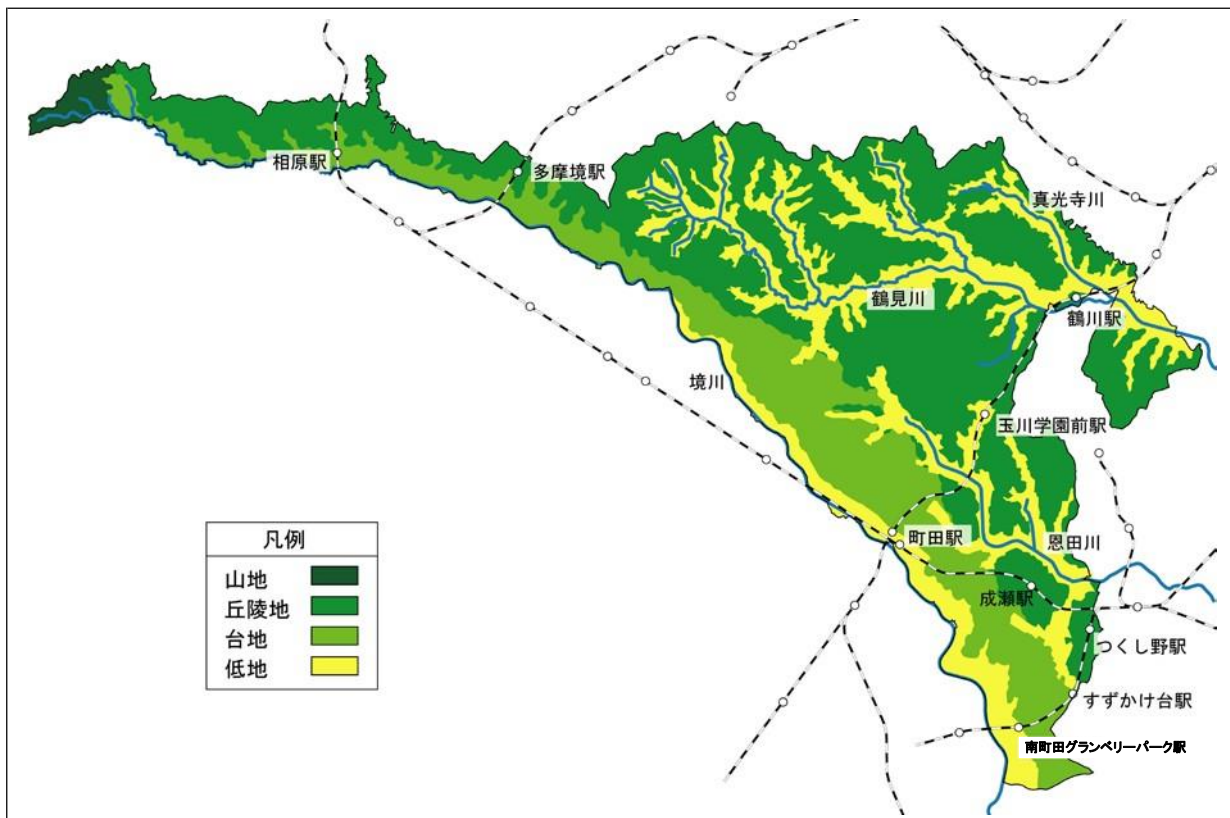 相原駅
多摩境駅
真光寺川
鶴見川
鶴川駅
境川
玉川学園前駅
町田駅
恩田川
成瀬駅
つくし野駅
すずかけ台駅
南町田グランベリーパーク駅
凡例
山地
丘陵地
台地
低地